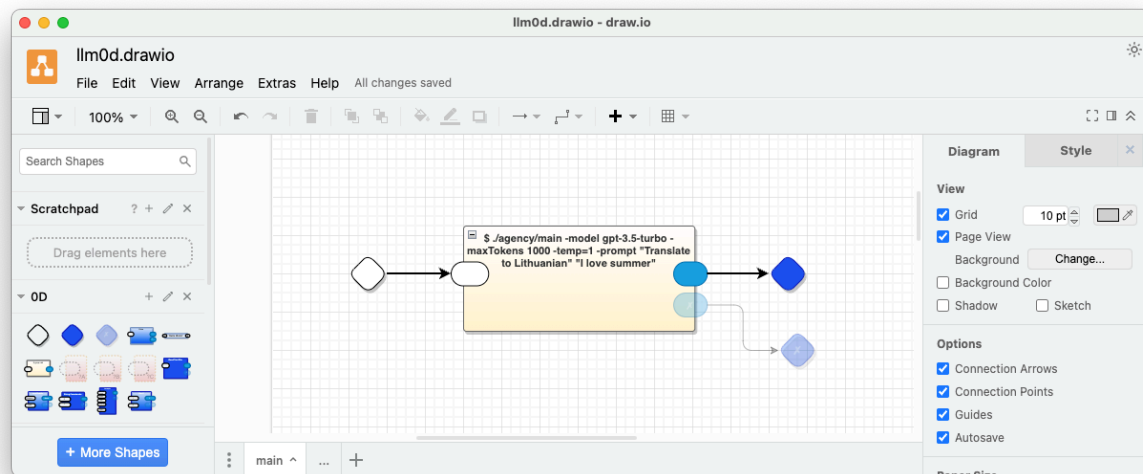 llm0d.drawio - draw.io
llm0d.drawio
File Edit View Arrange Extras Help All changes saved
100%
Search Shapes
Scratchpad ?
Drag elements here
0D
+ More Shapes
$ ./agency/main -model gpt-3.5-turbo -
maxTokens 1000 -temp=1 -prompt "Translate
to Lithuanian" "I love summer"
main
...
Diagram Style
View
Grid 10 pt
Page View
Background Change...
Background Color
Shadow Sketch
Options
Connection Arrows
Connection Points
Guides
Autosave